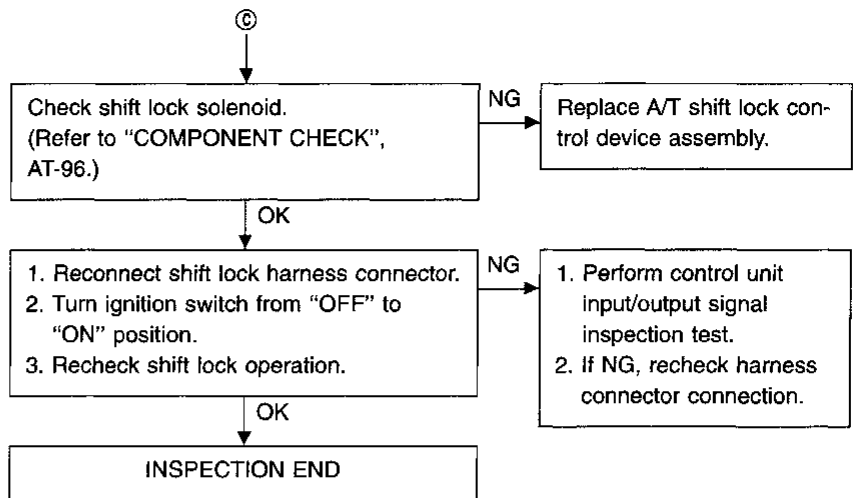 Ⓒ
Check shift lock solenoid.
(Refer to "COMPONENT CHECK",
AT-96.)
NG
Replace A/T shift lock con-
trol device assembly.
OK
1. Reconnect shift lock harness connector.
2. Turn ignition switch from "OFF" to
"ON" position.
3. Recheck shift lock operation.
NG
1. Perform control unit
input/output signal
inspection test.
2. If NG, recheck harness
connector connection.
OK
INSPECTION END